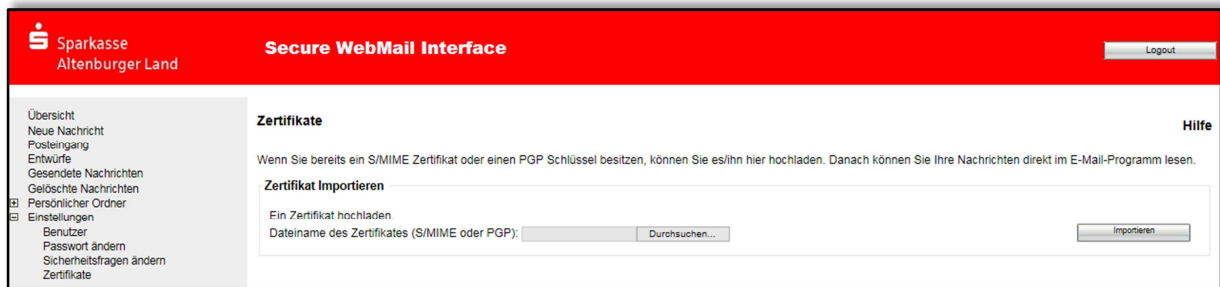 Sparkasse
Altenburger Land
Secure WebMail Interface
Logout
Übersicht
Neue Nachricht
Posteingang
Entwürfe
Gesendete Nachrichten
Gelöschte Nachrichten
Persönlicher Ordner
Einstellungen
Benutzer
Passwort ändern
Sicherheitsfragen ändern
Zertifikate
Zertifikate
Hilfe
Wenn Sie bereits ein S/MIME Zertifikat oder einen PGP Schlüssel besitzen, können Sie es/ihn hier hochladen. Danach können Sie Ihre Nachrichten direkt im E-Mail-Programm lesen.
Zertifikat Importieren
Ein Zertifikat hochladen.
Dateiname des Zertifikates (S/MIME oder PGP): Durchsuchen... Importieren